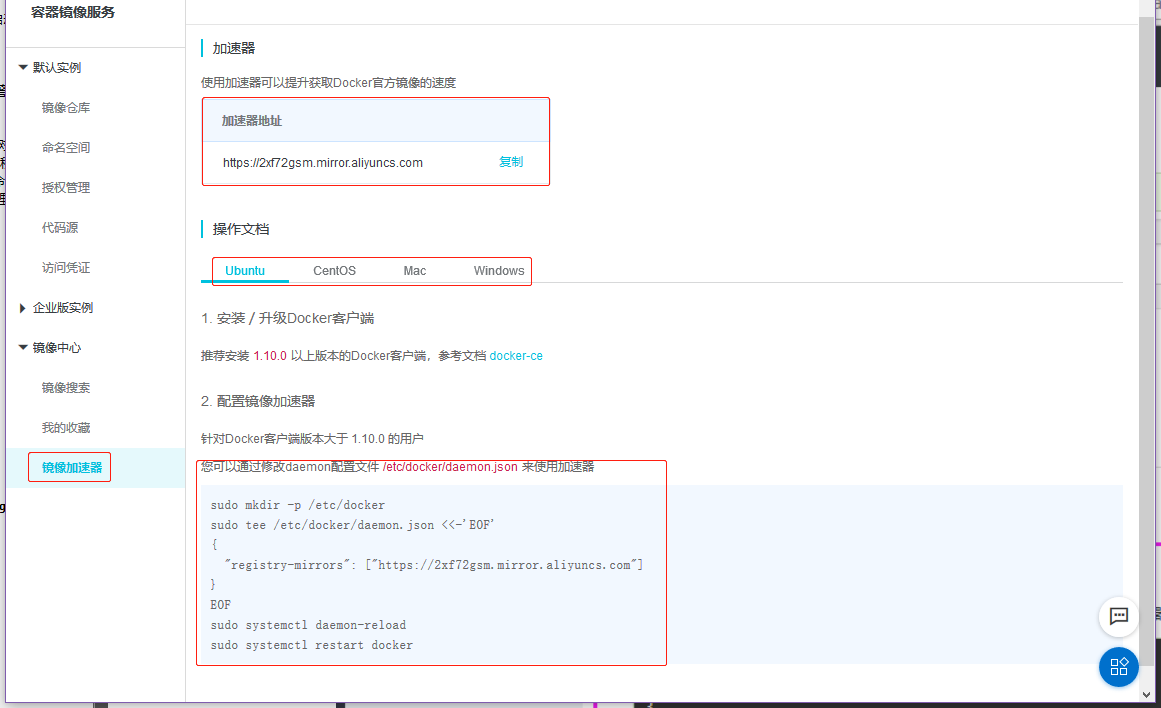 容器镜像服务
默认实例
镜像仓库
命名空间
授权管理
代码源
访问凭证
企业版实例
镜像中心
镜像搜索
我的收藏
镜像加速器
加速器
使用加速器可以提升获取Docker官方镜像的速度
加速器地址
https://2xf72gsm.mirror.aliyuncs.com 复制
操作文档
Ubuntu CentOS Mac Windows
1. 安装 / 升级Docker客户端
推荐安装 1.10.0 以上版本的Docker客户端，参考文档 docker-ce
2. 配置镜像加速器
针对Docker客户端版本大于 1.10.0 的用户
您可以通过修改daemon配置文件 /etc/docker/daemon.json 来使用加速器
sudo mkdir -p /etc/docker
sudo tee /etc/docker/daemon.json <<-'EOF'
{
"registry-mirrors": ["https://2xf72gsm.mirror.aliyuncs.com"]
}
EOF
sudo systemctl daemon-reload
sudo systemctl restart docker